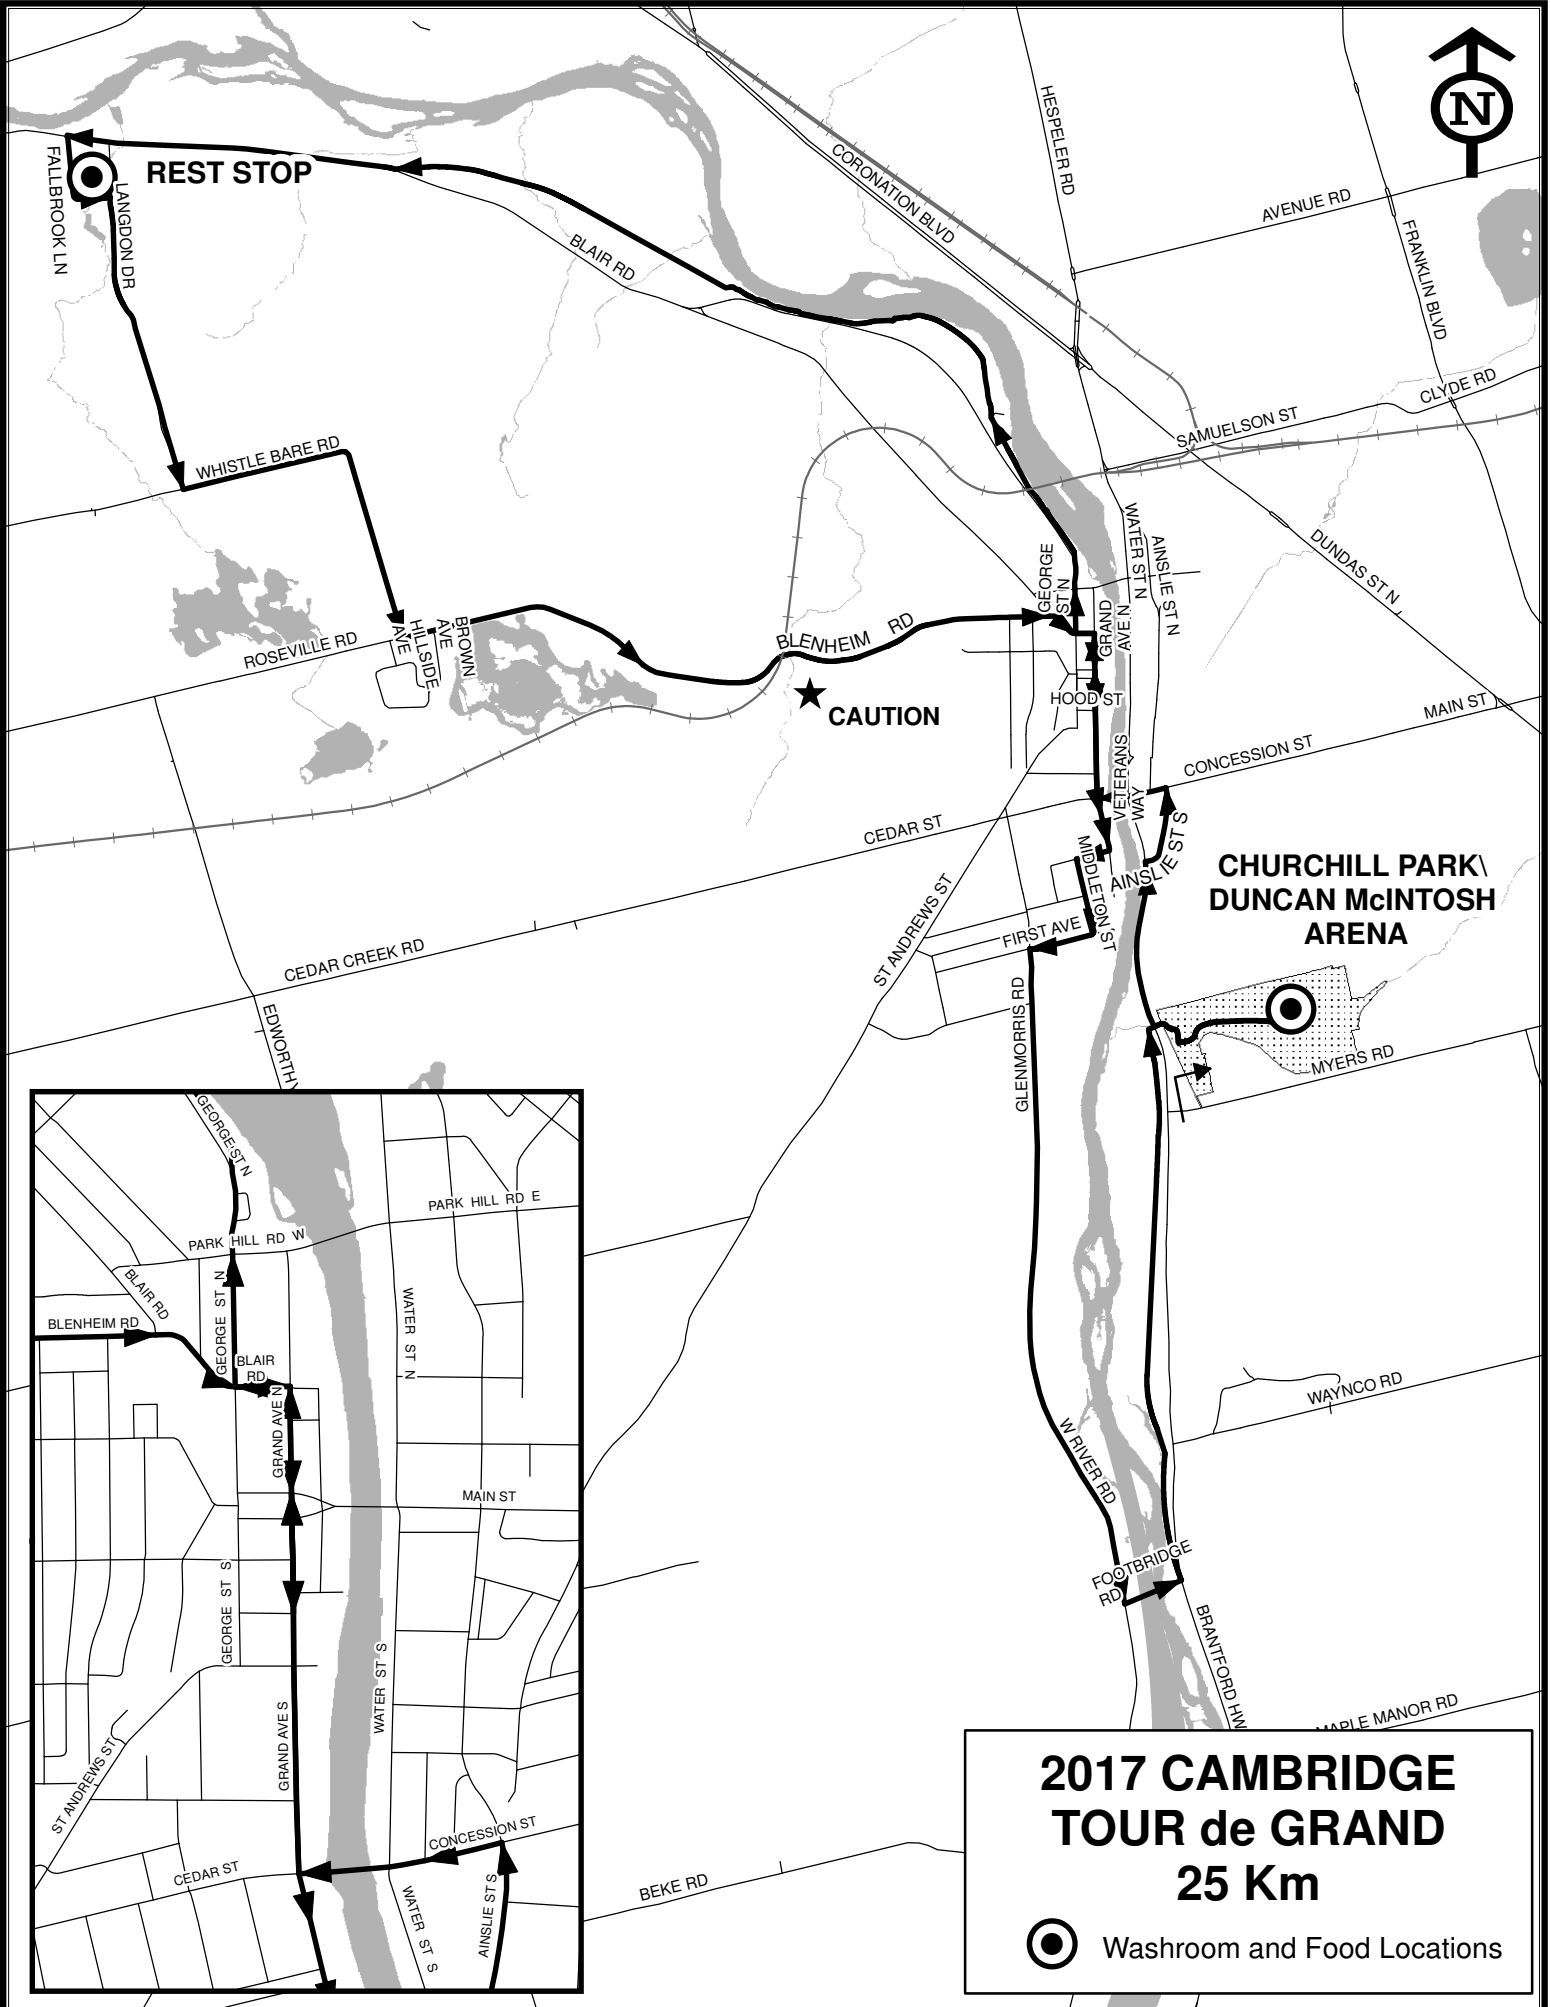 N
HESPELER RD
CORONATION BLVD
AVENUE RD
FRANKLIN BLVD
REST STOP
FALLBROOK LN
LANGDON DR
BLAIR RD
CLYDE RD
SAMUELSON ST
WHISTLE BARE RD
WATER ST N
AINSLIE ST N
DUNDAS ST N
GEORGE
ST N
GRAND
AVE N
BLENHEIM RD
ROSEVILLE RD
HILLSIDE
AVE
BROWN
AVE
HOOD ST
CAUTION
MAIN ST
CONCESSION ST
VETERANS
WAY
CEDAR ST
MIDDLETON ST
AINSLIE ST S
CHURCHILL PARK\
DUNCAN McINTOSH
ARENA
ST ANDREWS ST
FIRST AVE
CEDAR CREEK RD
EDWORTHY
GLENMORRIS RD
MYERS RD
WAYNCO RD
W RIVER RD
FOOTBRIDGE
RD
BRANTFORD HW
MAPLE MANOR RD
BEKE RD
GEORGE ST N
PARK HILL RD E
PARK HILL RD W
BLAIR RD
GEORGE ST N
WATER ST N
BLENHEIM RD
BLAIR
RD
GRAND AVE N
MAIN ST
GEORGE ST S
WATER ST S
GRAND AVE S
ST ANDREWS ST
CONCESSION ST
CEDAR ST
WATER ST S
AINSLIE ST S
2017 CAMBRIDGE
TOUR de GRAND
25 Km
Washroom and Food Locations